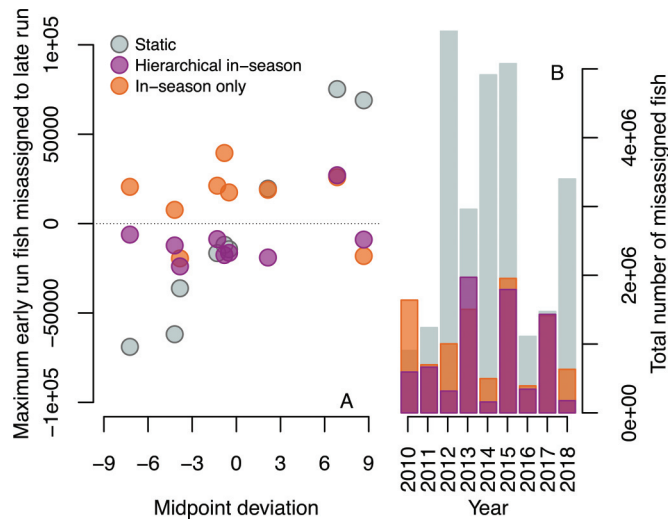 Maximum early run fish misassigned to late run
1e+05
50000
0
−50000
−1e+05
Static
Hierarchical in−season
In−season only
A
−9
−6
−3
0
3
6
9
Midpoint deviation
B
Total number of misassigned fish
4e+06
2e+06
0e+00
2010
2011
2012
2013
2014
2015
2016
2017
2018
Year